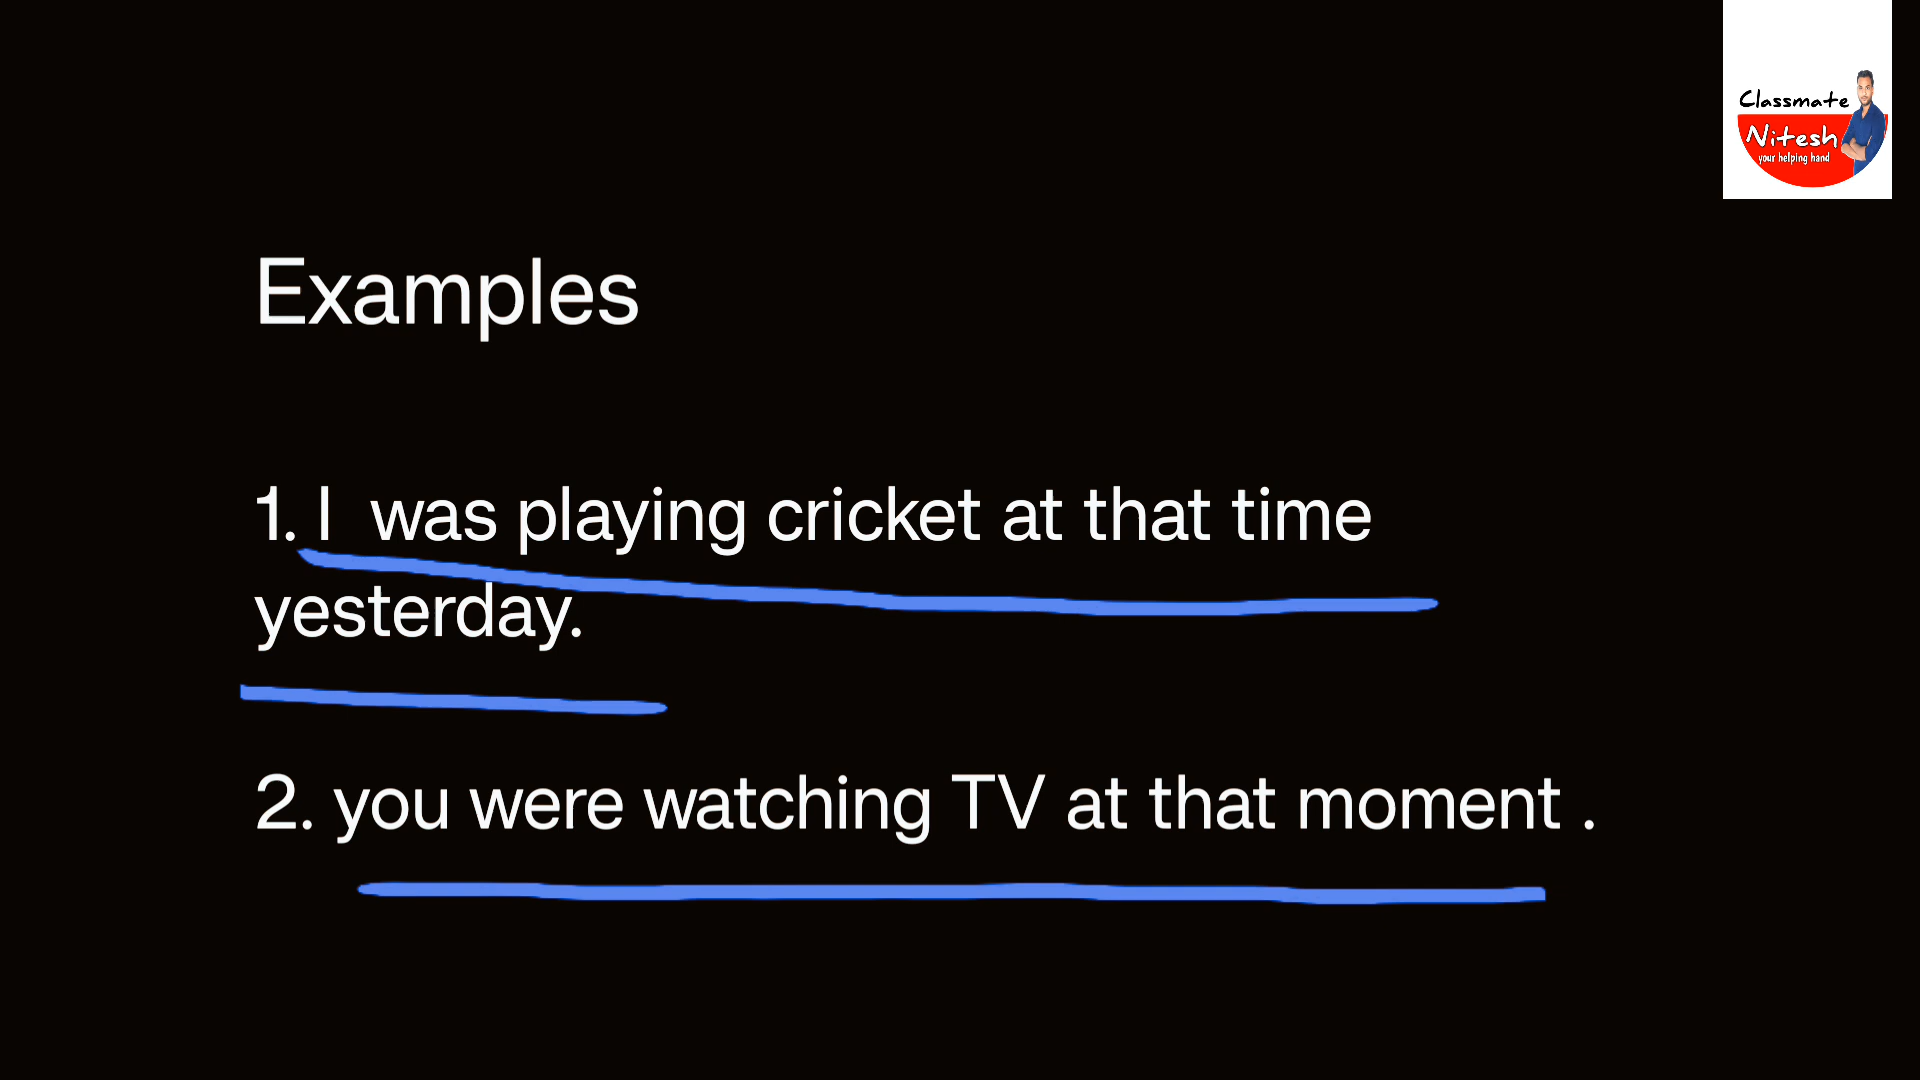 Classmate
Nitesh
your helping hand
Examples
1. I  was playing cricket at that time
yesterday.
2. you were watching TV at that moment .